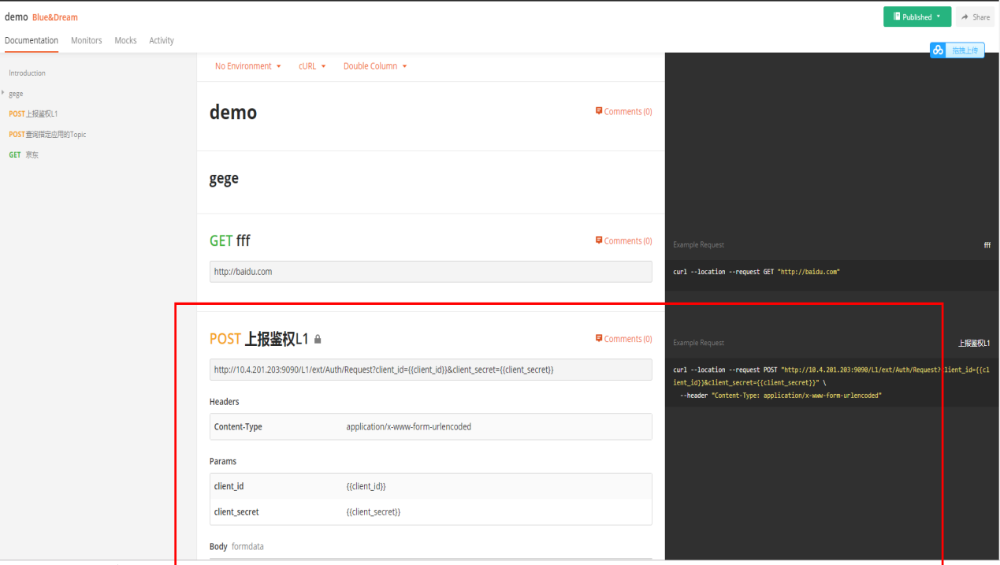 demo Blue&Dream
Published
Share
Documentation Monitors Mocks Activity
拖拽上传
Introduction
gege
POST 上报鉴权L1
POST 查询指定应用的Topic
GET 京东
No Environment cURL Double Column
demo
Comments (0)
gege
GET fff
Comments (0)
http://baidu.com
Example Request
fff
curl --location --request GET "http://baidu.com"
POST 上报鉴权L1
Comments (0)
http://10.4.201.203:9090/L1/ext/Auth/Request?client_id={{client_id}}&client_secret={{client_secret}}
Headers
Content-Type application/x-www-form-urlencoded
Params
client_id {{client_id}}
client_secret {{client_secret}}
Body formdata
Example Request
上报鉴权L1
curl --location --request POST "http://10.4.201.203:9090/L1/ext/Auth/Request?client_id={{cl
ient_id}}&client_secret={{client_secret}}" \
--header "Content-Type: application/x-www-form-urlencoded"